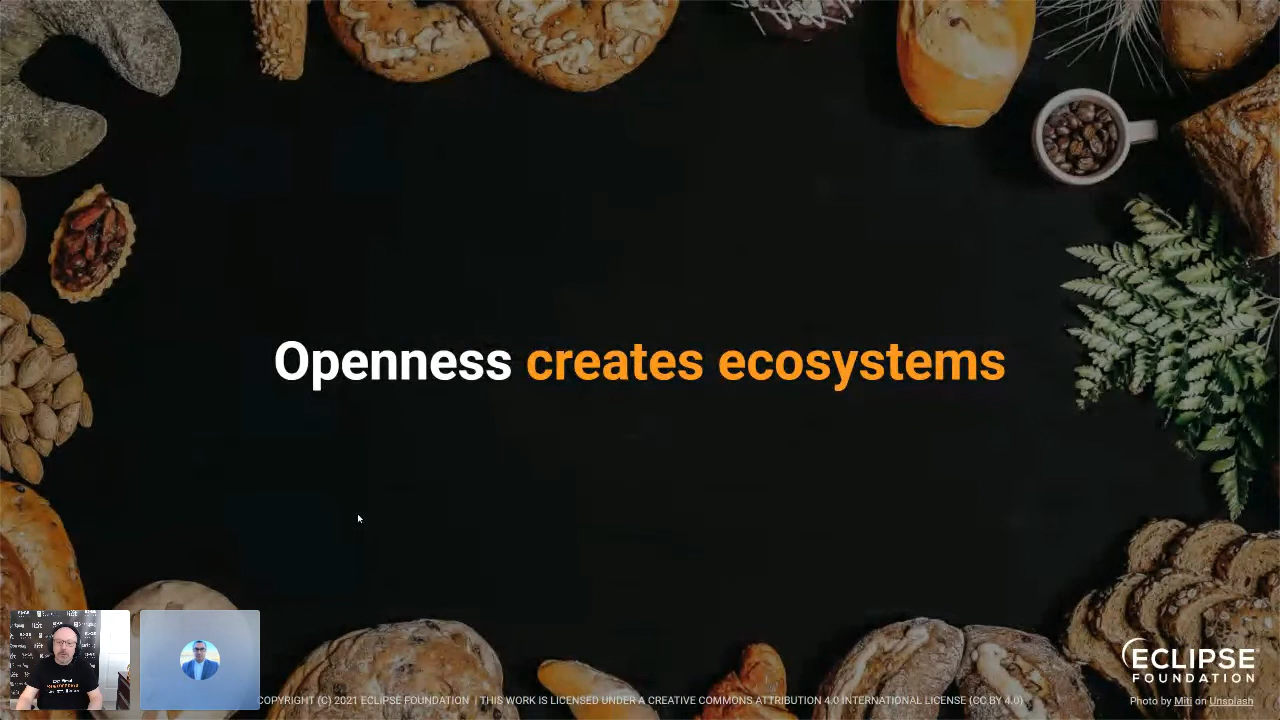 Openness creates ecosystems
ECLIPSE
FOUNDATION
COPYRIGHT (C) 2021 ECLIPSE FOUNDATION | THIS WORK IS LICENSED UNDER A CREATIVE COMMONS ATTRIBUTION 4.0 INTERNATIONAL LICENSE (CC BY 4.0)
Photo by Miti on Unsplash